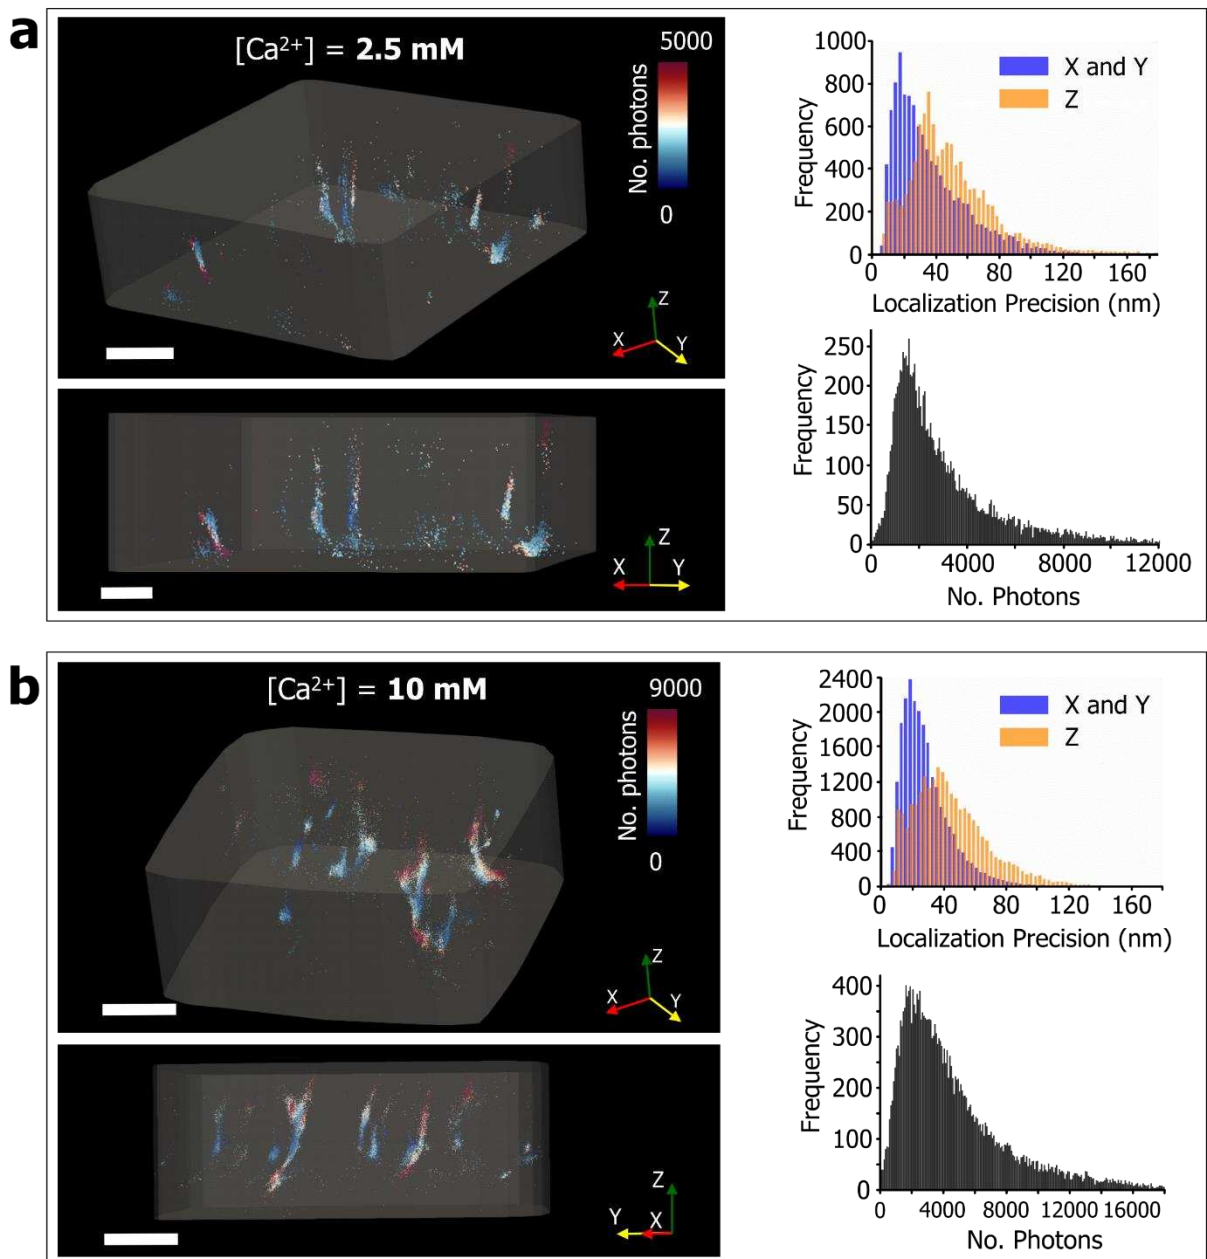 a
[Ca²⁺] = 2.5 mM
5000
No. photons
0
Z
X
Y
Z
X
Y
1000
800
600
400
200
0
Frequency
X and Y
Z
0
40
80
120
160
Localization Precision (nm)
250
200
150
100
50
0
Frequency
0
4000
8000
12000
No. Photons
b
[Ca²⁺] = 10 mM
9000
No. photons
0
Z
X
Y
Z
Y
X
2400
2000
1600
1200
800
400
0
Frequency
X and Y
Z
0
40
80
120
160
Localization Precision (nm)
400
300
200
100
0
Frequency
0
4000
8000
12000
16000
No. Photons